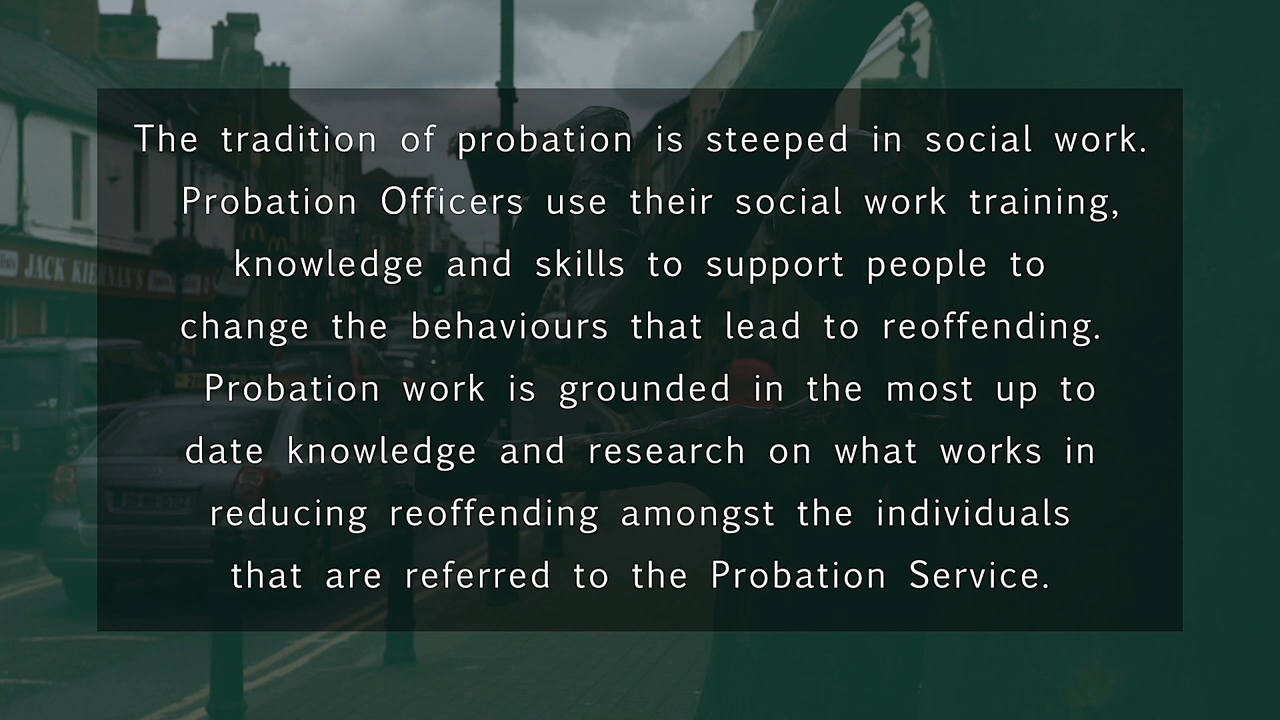 The tradition of probation is steeped in social work.
Probation Officers use their social work training,
knowledge and skills to support people to
change the behaviours that lead to reoffending.
Probation work is grounded in the most up to
date knowledge and research on what works in
reducing reoffending amongst the individuals
that are referred to the Probation Service.
JACK KIERNAN'S